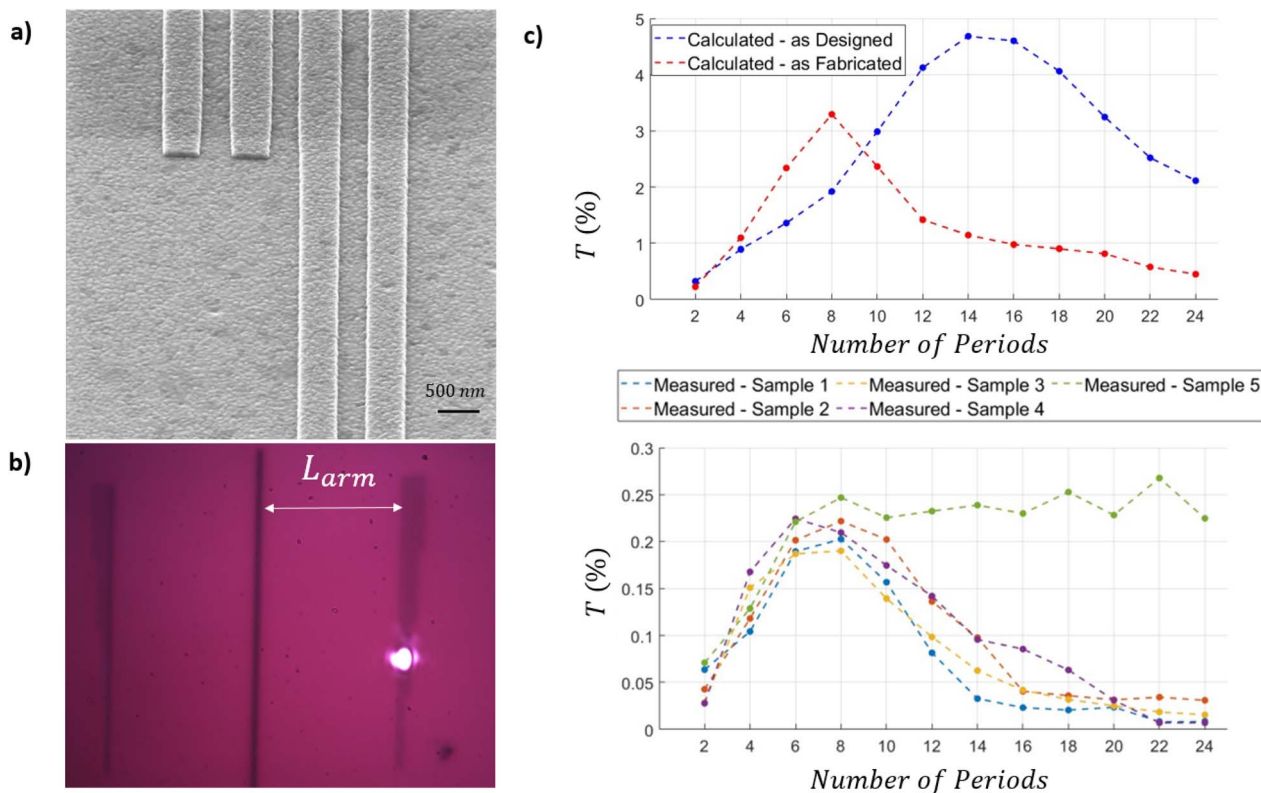 a)
500 nm
b)
L_arm
c)
Calculated - as Designed
Calculated - as Fabricated
T (%)
5
4
3
2
1
0
2 4 6 8 10 12 14 16 18 20 22 24
Number of Periods
Measured - Sample 1 Measured - Sample 3 Measured - Sample 5
Measured - Sample 2 Measured - Sample 4
T (%)
0.3
0.25
0.2
0.15
0.1
0.05
0
2 4 6 8 10 12 14 16 18 20 22 24
Number of Periods